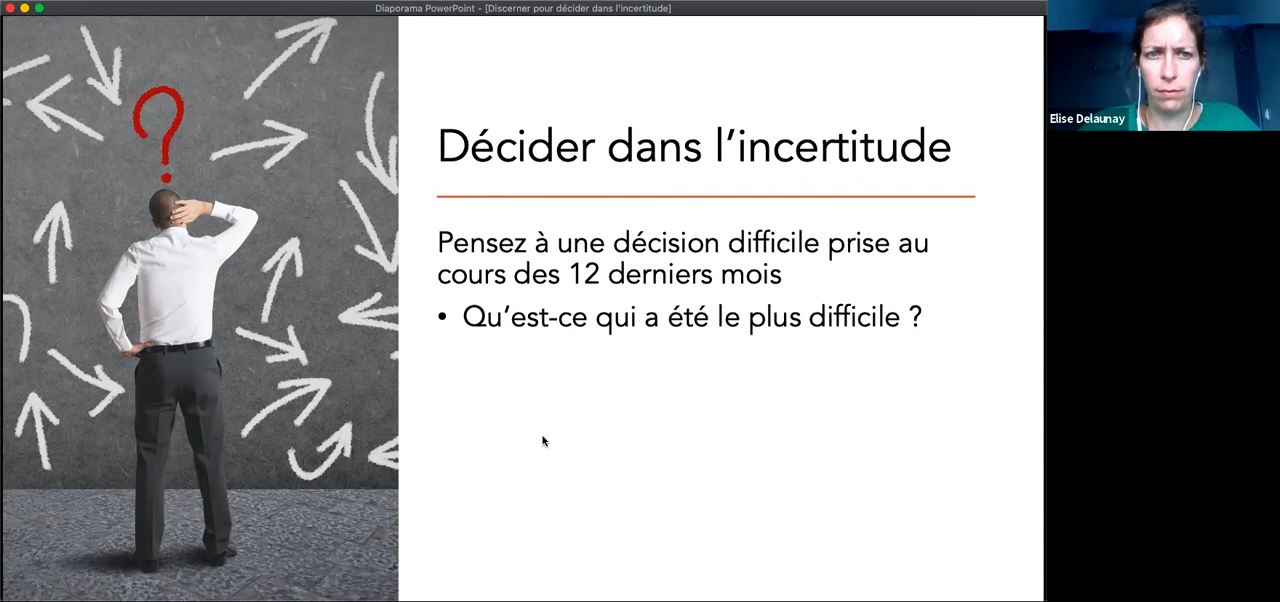 Diaporama PowerPoint - [Discerner pour décider dans l'incertitude]
Elise Delaunay
Décider dans l’incertitude
Pensez à une décision difficile prise au
cours des 12 derniers mois
• Qu’est-ce qui a été le plus difficile ?